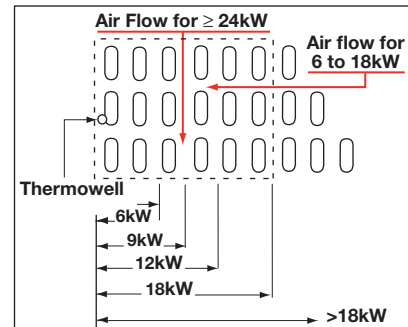 Air Flow for ≥ 24kW
Air flow for
6 to 18kW
Thermowell
6kW
9kW
12kW
18kW
>18kW